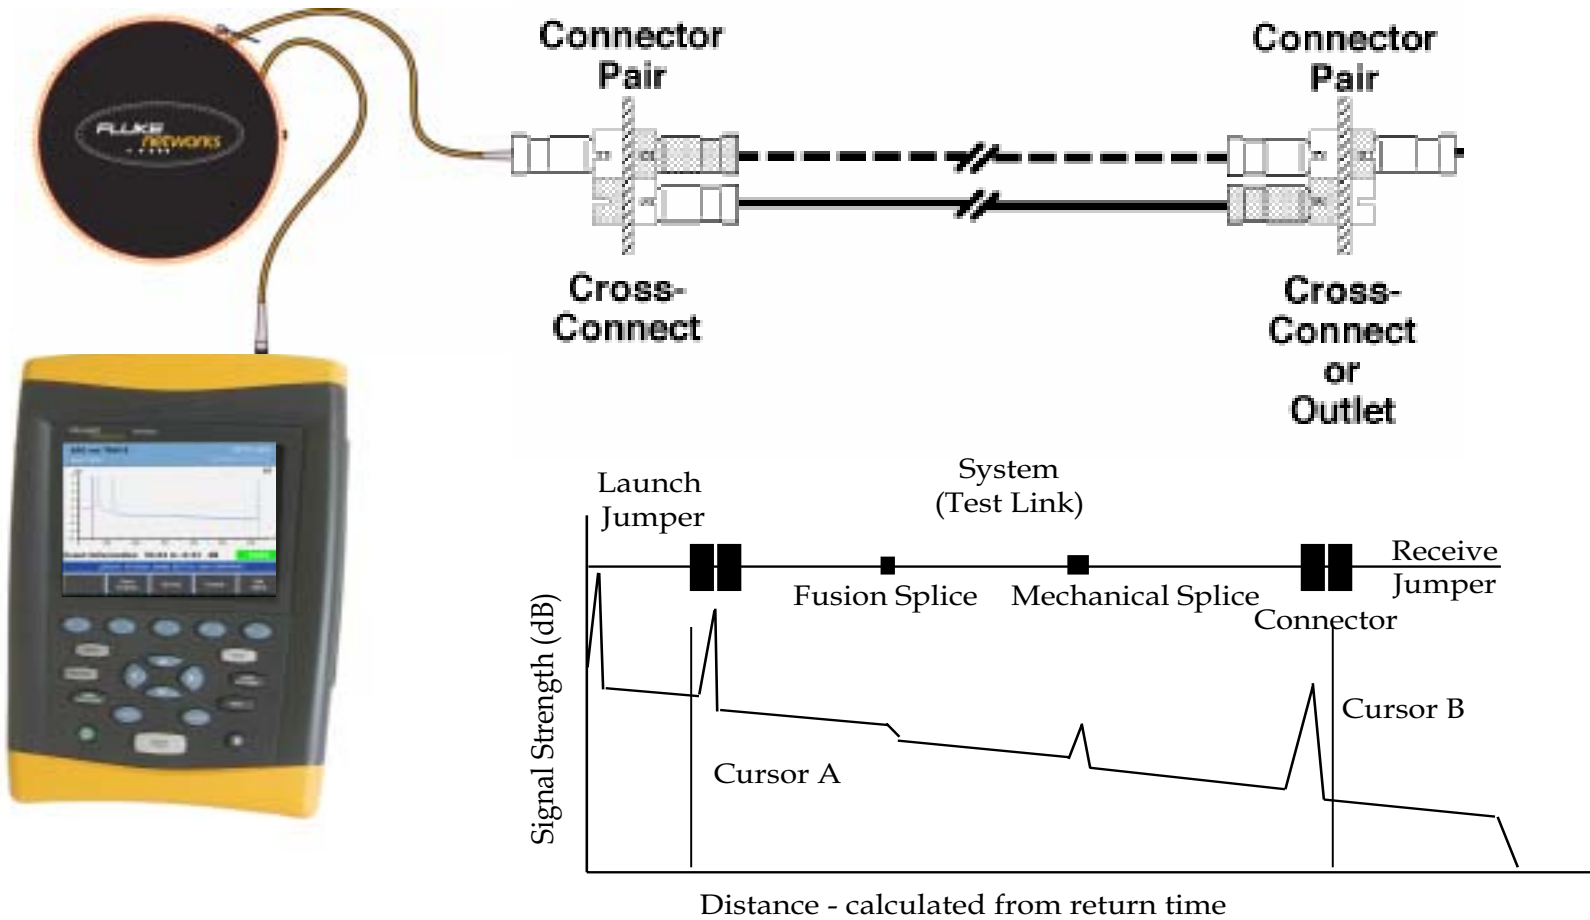 FLUKE
networks
Connector
Pair
Connector
Pair
Cross-
Connect
Cross-
Connect
or
Outlet
Launch
Jumper
System
(Test Link)
Receive
Jumper
Fusion Splice
Mechanical Splice
Connector
Cursor A
Cursor B
Signal Strength (dB)
Distance - calculated from return time